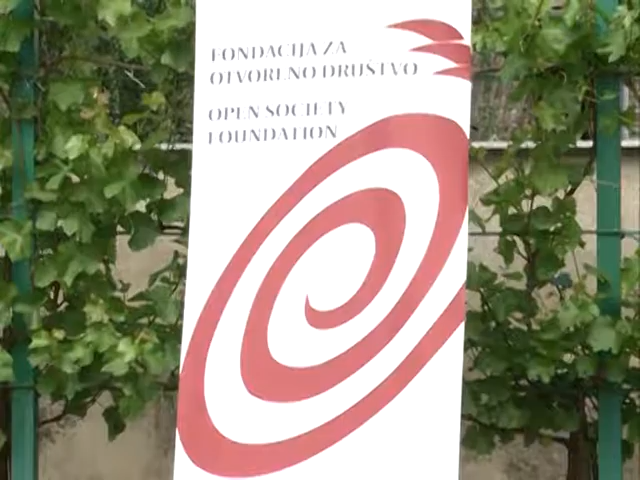 FONDACIJA ZA
OTVORENO DRUŠTVO
OPEN SOCIETY
FOUNDATION